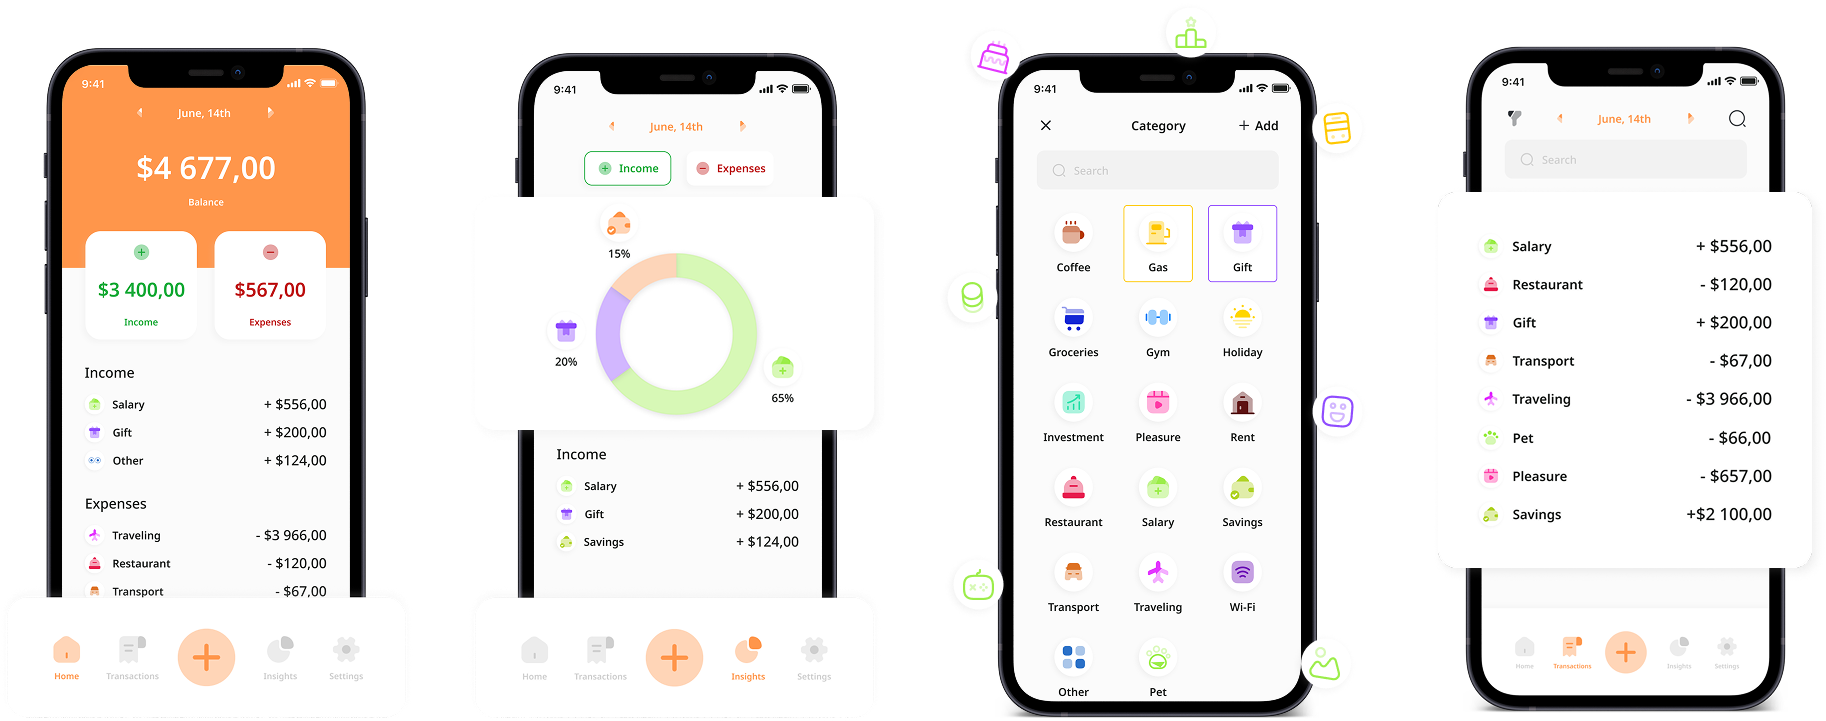 9:41
June, 14th
$4 677,00
Balance
$3 400,00
Income
$567,00
Expenses
Income
Salary + $556,00
Gift + $200,00
Other + $124,00
Expenses
Traveling - $3 966,00
Restaurant - $120,00
Transport - $67,00
Home Transactions Insights Settings
9:41
June, 14th
Income Expenses
15%
20%
65%
Income
Salary + $556,00
Gift + $200,00
Savings + $124,00
Home Transactions Insights Settings
9:41
Category + Add
Search
Coffee Gas Gift
Groceries Gym Holiday
Investment Pleasure Rent
Restaurant Salary Savings
Transport Traveling Wi-Fi
Other Pet
9:41
June, 14th
Search
Salary + $556,00
Restaurant - $120,00
Gift + $200,00
Transport - $67,00
Traveling - $3 966,00
Pet - $66,00
Pleasure - $657,00
Savings +$2 100,00
Home Transactions Insights Settings